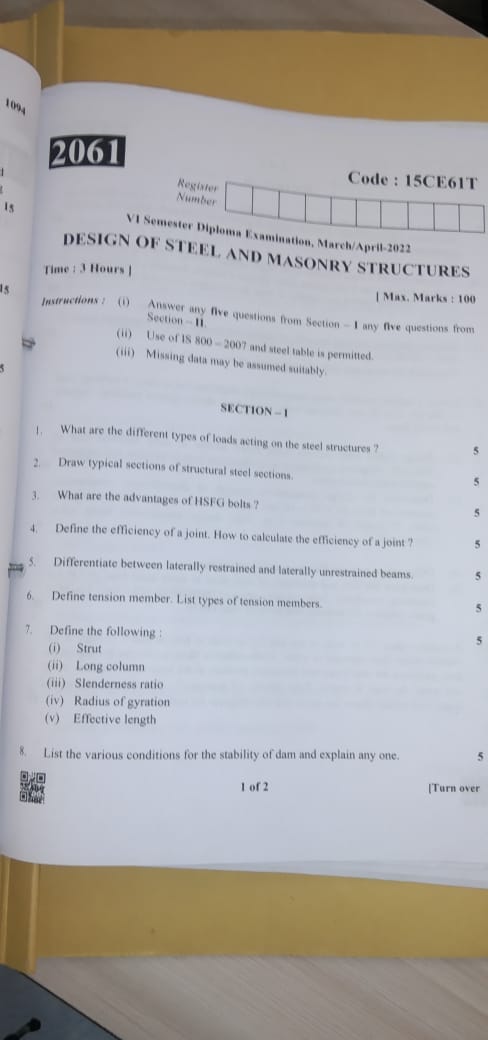 1094
15
15
5
2061
Code : 15CE61T
Register
Number
VI Semester Diploma Examination, March/April-2022
DESIGN OF STEEL AND MASONRY STRUCTURES
Time : 3 Hours ]
[ Max. Marks : 100
Instructions : (i) Answer any five questions from Section – I any five questions from
Section – II.
(ii) Use of IS 800 – 2007 and steel table is permitted.
(iii) Missing data may be assumed suitably.
SECTION – I
1. What are the different types of loads acting on the steel structures ? 5
2. Draw typical sections of structural steel sections. 5
3. What are the advantages of HSFG bolts ? 5
4. Define the efficiency of a joint. How to calculate the efficiency of a joint ? 5
5. Differentiate between laterally restrained and laterally unrestrained beams. 5
6. Define tension member. List types of tension members. 5
7. Define the following : 5
(i) Strut
(ii) Long column
(iii) Slenderness ratio
(iv) Radius of gyration
(v) Effective length
8. List the various conditions for the stability of dam and explain any one. 5
1 of 2
[Turn over